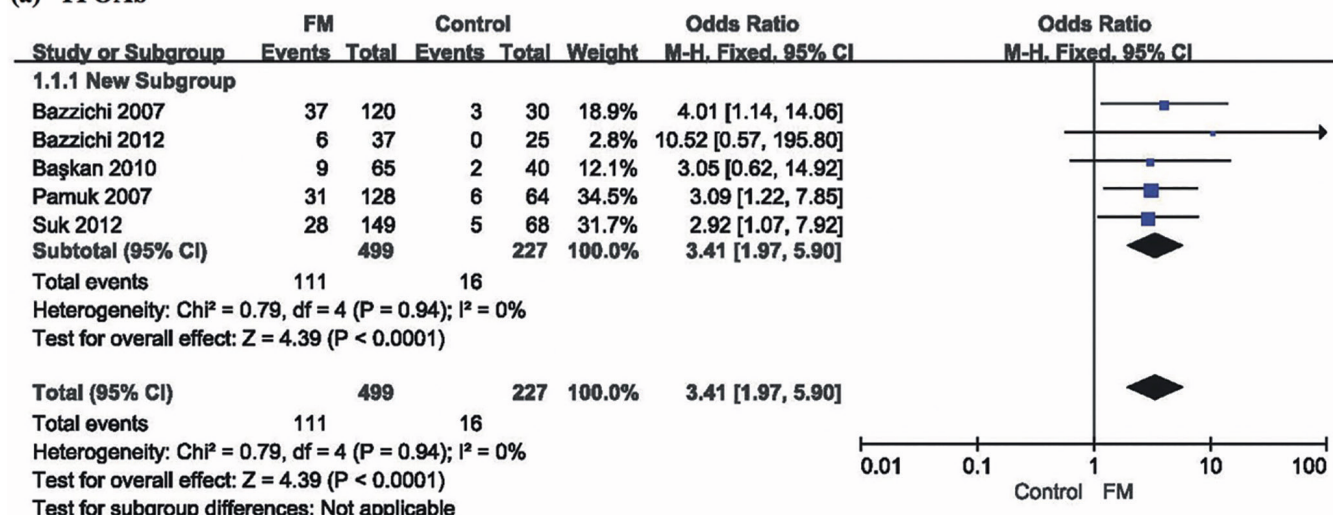 FM Control Odds Ratio Odds Ratio
Study or Subgroup Events Total Events Total Weight M-H. Fixed. 95% CI M-H. Fixed. 95% CI
1.1.1 New Subgroup
Bazzichi 2007 37 120 3 30 18.9% 4.01 [1.14, 14.06]
Bazzichi 2012 6 37 0 25 2.8% 10.52 [0.57, 195.80]
Başkan 2010 9 65 2 40 12.1% 3.05 [0.62, 14.92]
Pamuk 2007 31 128 6 64 34.5% 3.09 [1.22, 7.85]
Suk 2012 28 149 5 68 31.7% 2.92 [1.07, 7.92]
Subtotal (95% CI) 499 227 100.0% 3.41 [1.97, 5.90]
Total events 111 16
Heterogeneity: Chi² = 0.79, df = 4 (P = 0.94); I² = 0%
Test for overall effect: Z = 4.39 (P < 0.0001)
Total (95% CI) 499 227 100.0% 3.41 [1.97, 5.90]
Total events 111 16
Heterogeneity: Chi² = 0.79, df = 4 (P = 0.94); I² = 0%
Test for overall effect: Z = 4.39 (P < 0.0001)
Test for subgroup differences: Not applicable
0.01 0.1 1 10 100
Control FM